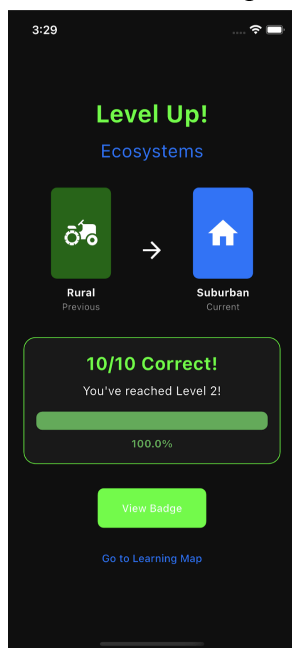 3:29
Level Up!
Ecosystems
Rural
Previous
Suburban
Current
10/10 Correct!
You've reached Level 2!
100.0%
View Badge
Go to Learning Map